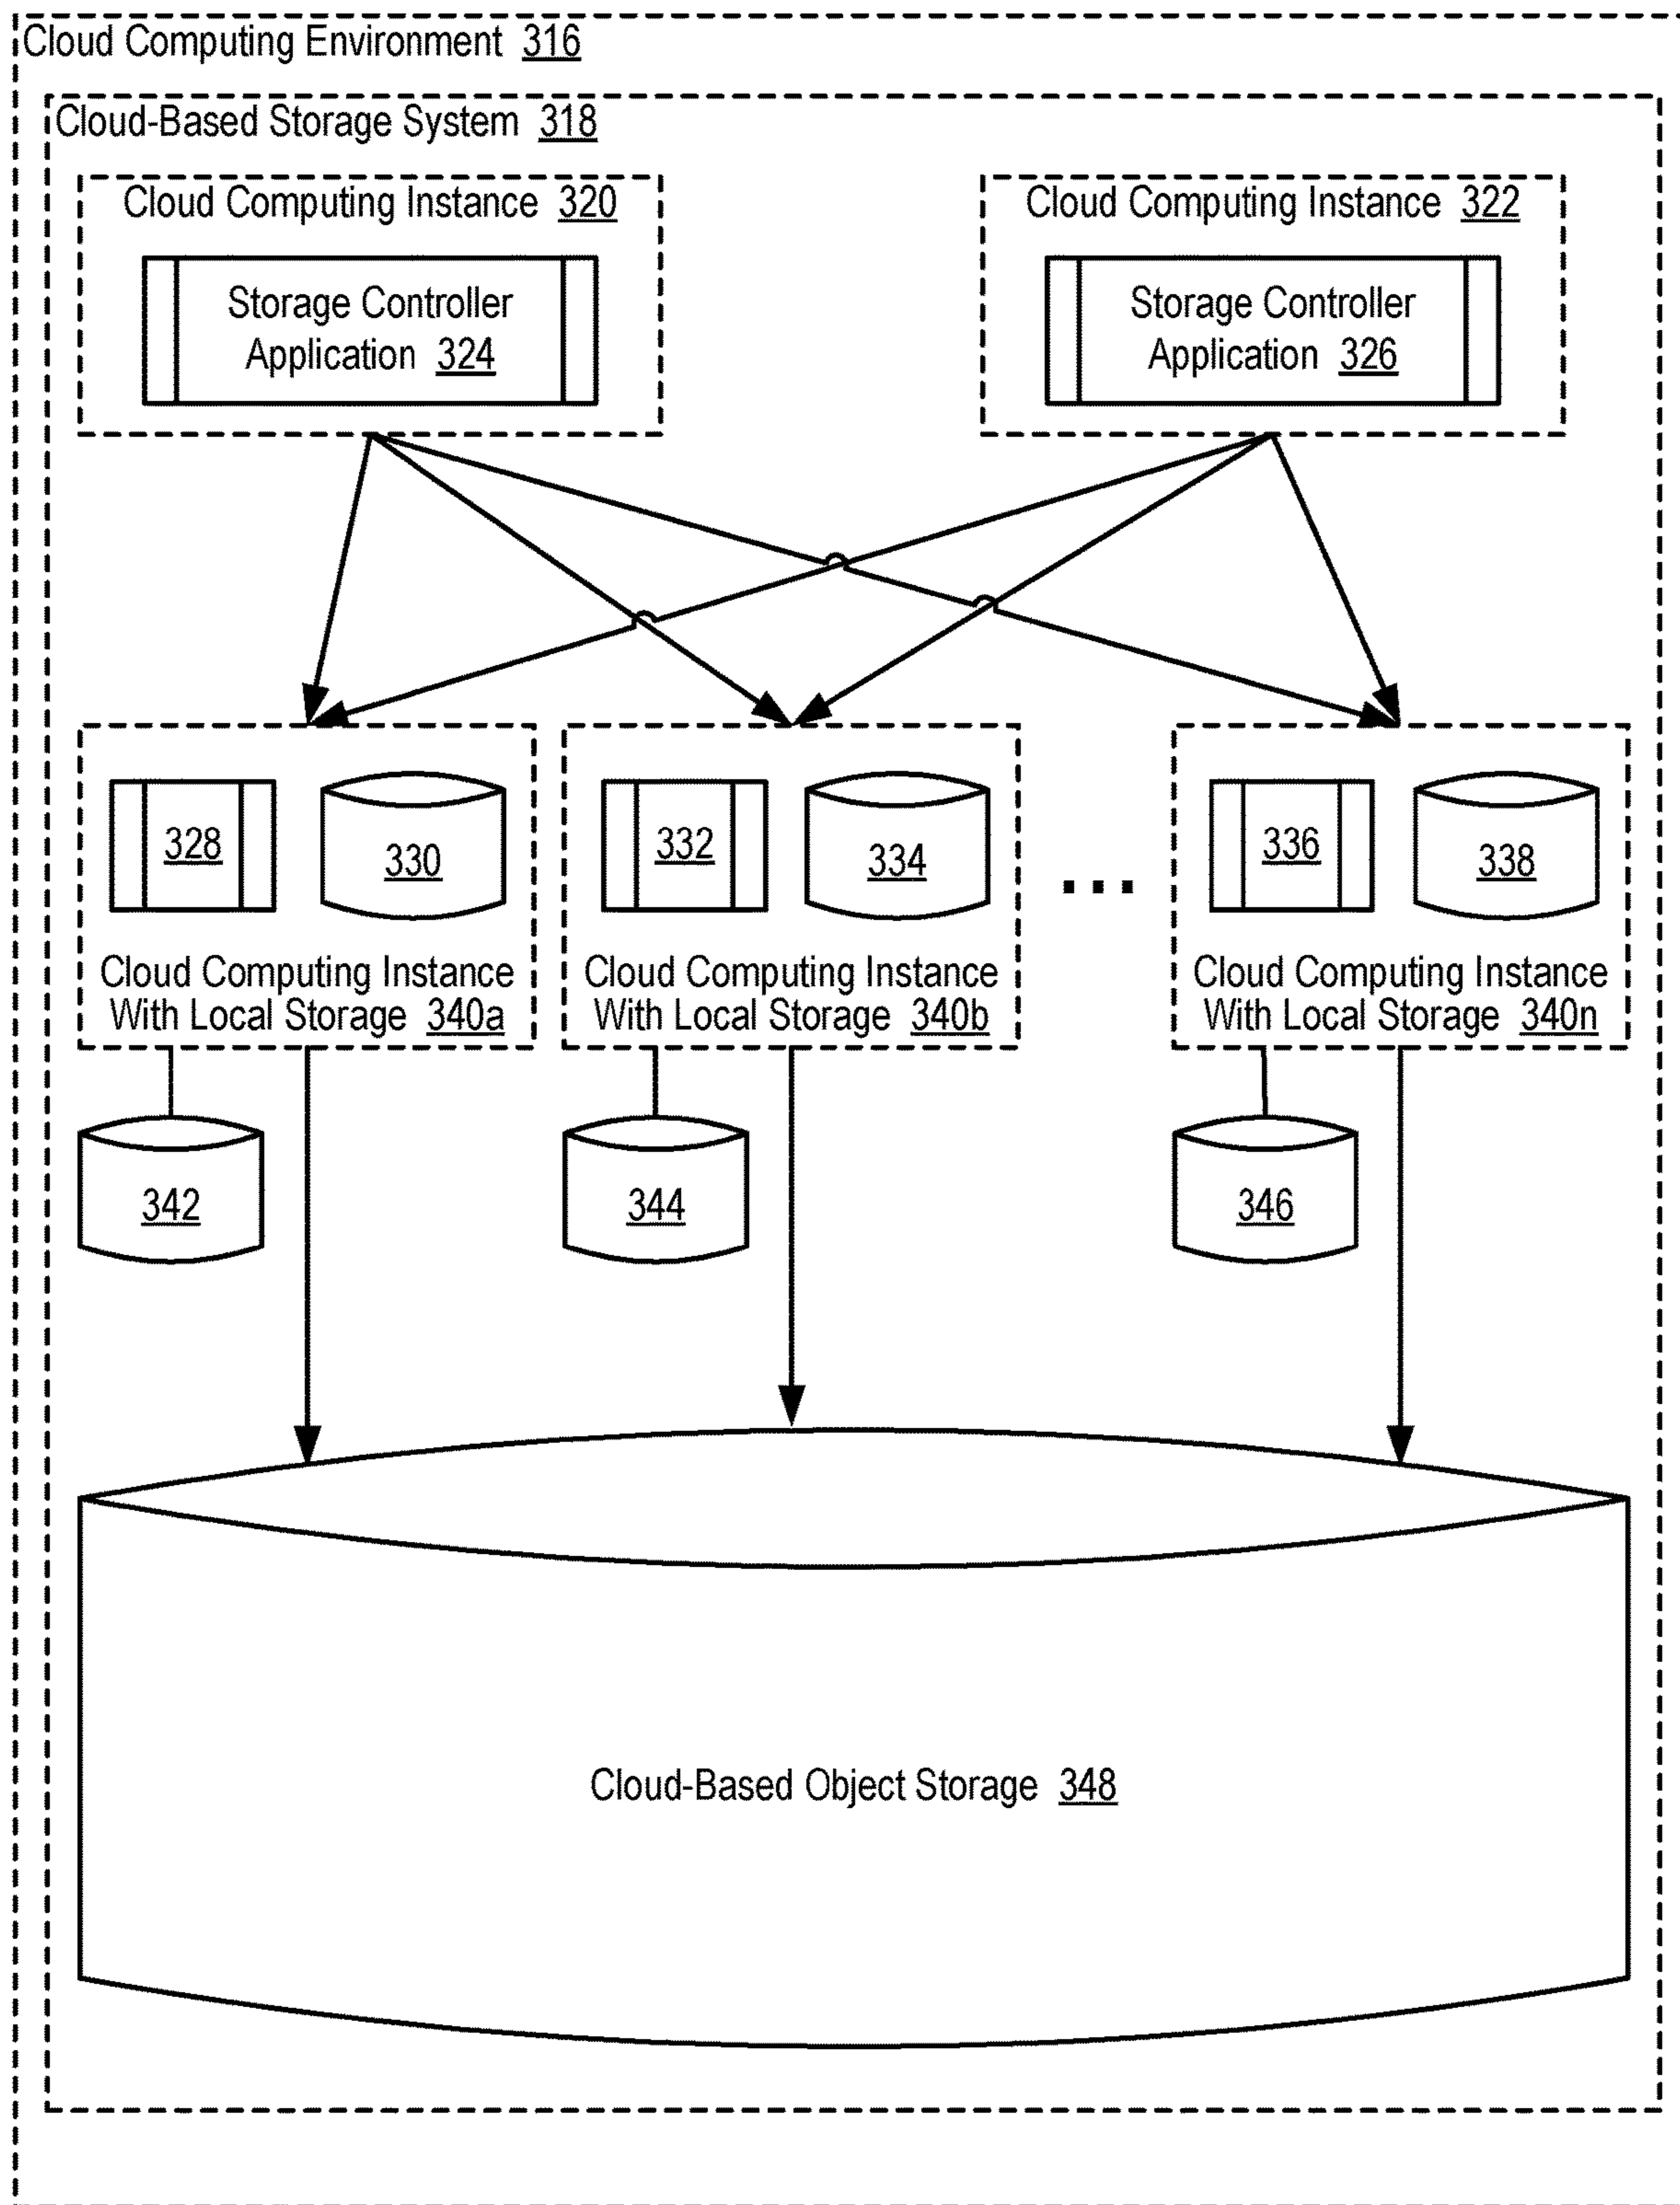 Cloud Computing Environment 316
Cloud-Based Storage System 318
Cloud Computing Instance 320
Storage Controller
Application 324
Cloud Computing Instance 322
Storage Controller
Application 326
328
330
Cloud Computing Instance
With Local Storage 340a
332
334
Cloud Computing Instance
With Local Storage 340b
...
336
338
Cloud Computing Instance
With Local Storage 340n
342
344
346
Cloud-Based Object Storage 348